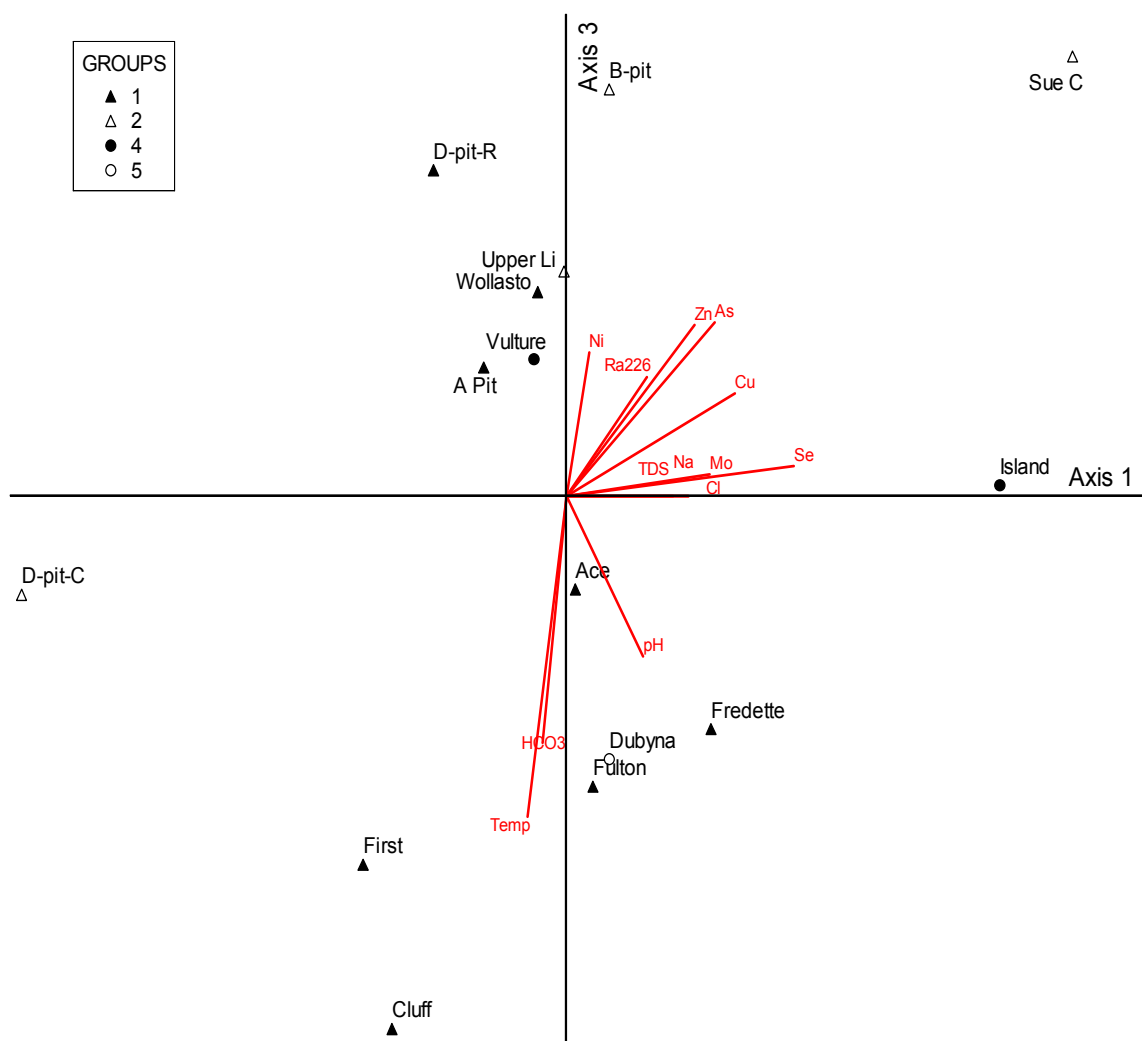 GROUPS
1
2
4
5
Axis 3
B-pit
Sue C
D-pit-R
Upper Li
Wollasto
Vulture
A Pit
Ni
Zn
As
Ra226
Cu
TDS
Na
Mo
Se
Cl
Island
Axis 1
D-pit-C
Ace
pH
Fredette
HCO3
Dubyna
Fulton
Temp
First
Cluff